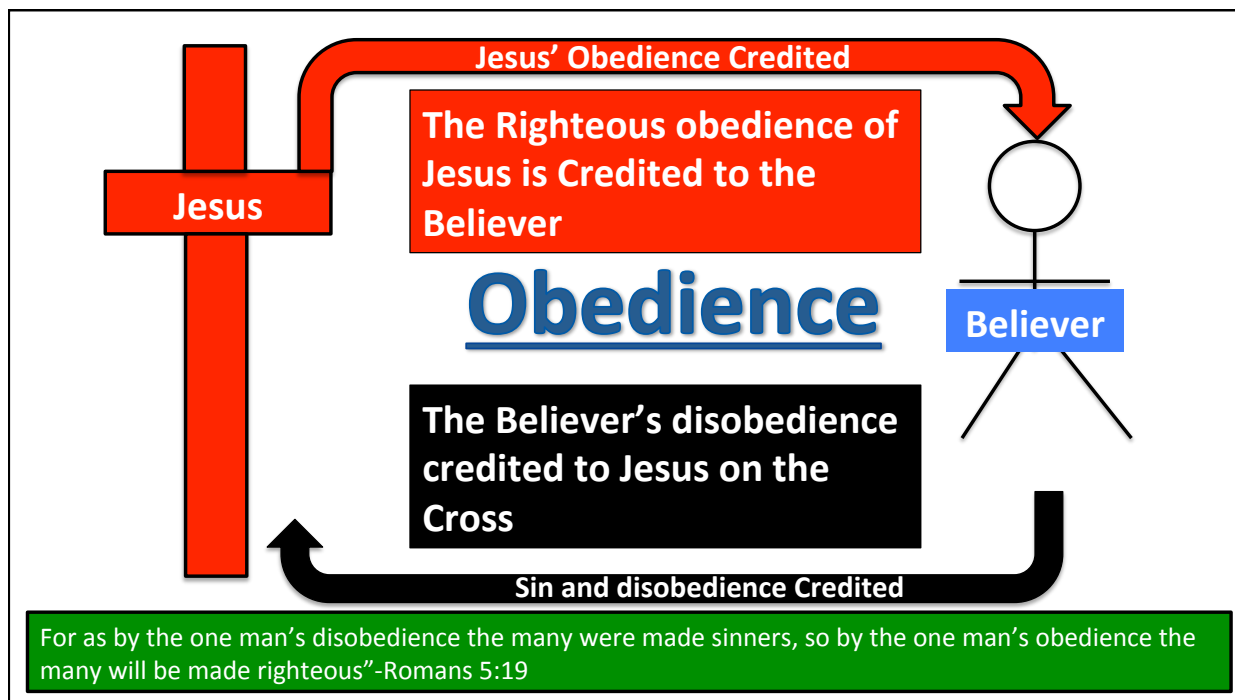 Jesus’ Obedience Credited
The Righteous obedience of
Jesus is Credited to the
Believer
Jesus
Obedience
Believer
The Believer’s disobedience
credited to Jesus on the
Cross
Sin and disobedience Credited
For as by the one man’s disobedience the many were made sinners, so by the one man’s obedience the
many will be made righteous”-Romans 5:19